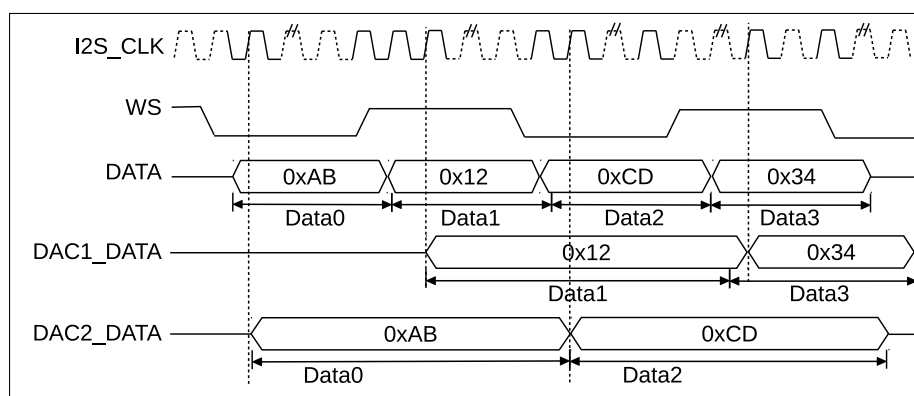 I2S_CLK
WS
DATA 0xAB 0x12 0xCD 0x34
Data0 Data1 Data2 Data3
DAC1_DATA 0x12 0x34
Data1 Data3
DAC2_DATA 0xAB 0xCD
Data0 Data2